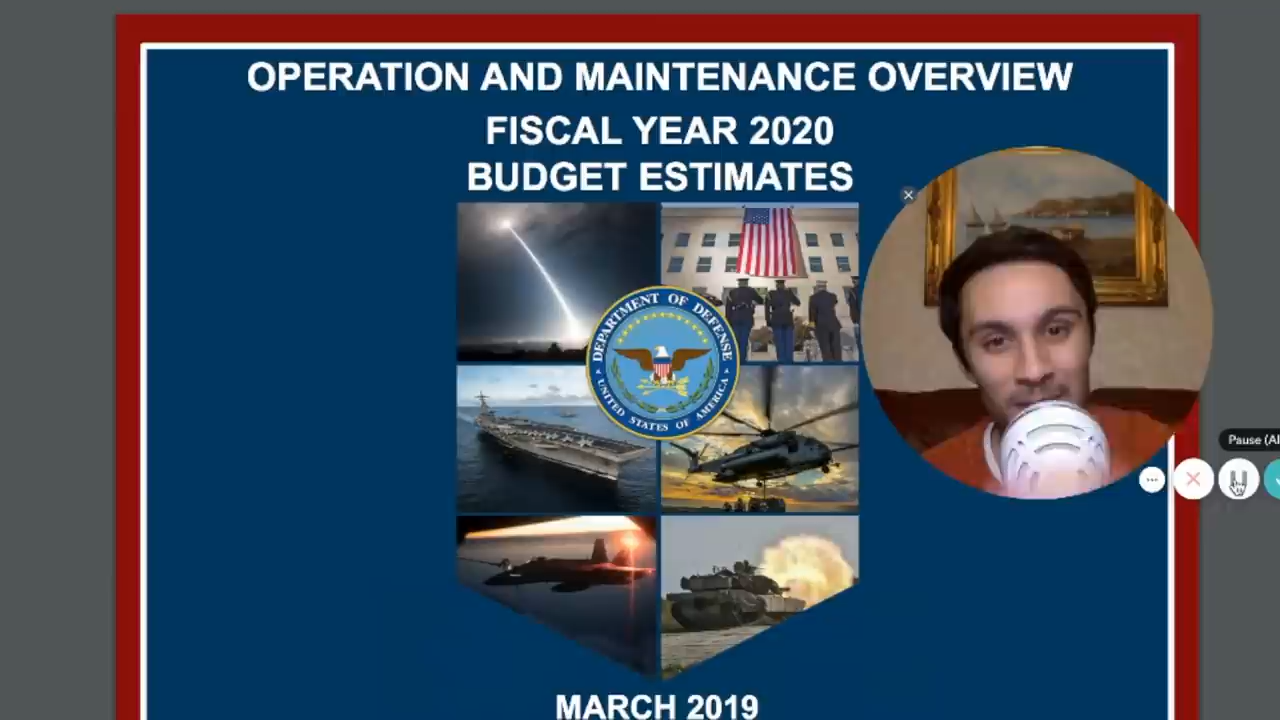 OPERATION AND MAINTENANCE OVERVIEW
FISCAL YEAR 2020
BUDGET ESTIMATES
DEPARTMENT OF DEFENSE
UNITED STATES OF AMERICA
Pause (Al
MARCH 2019